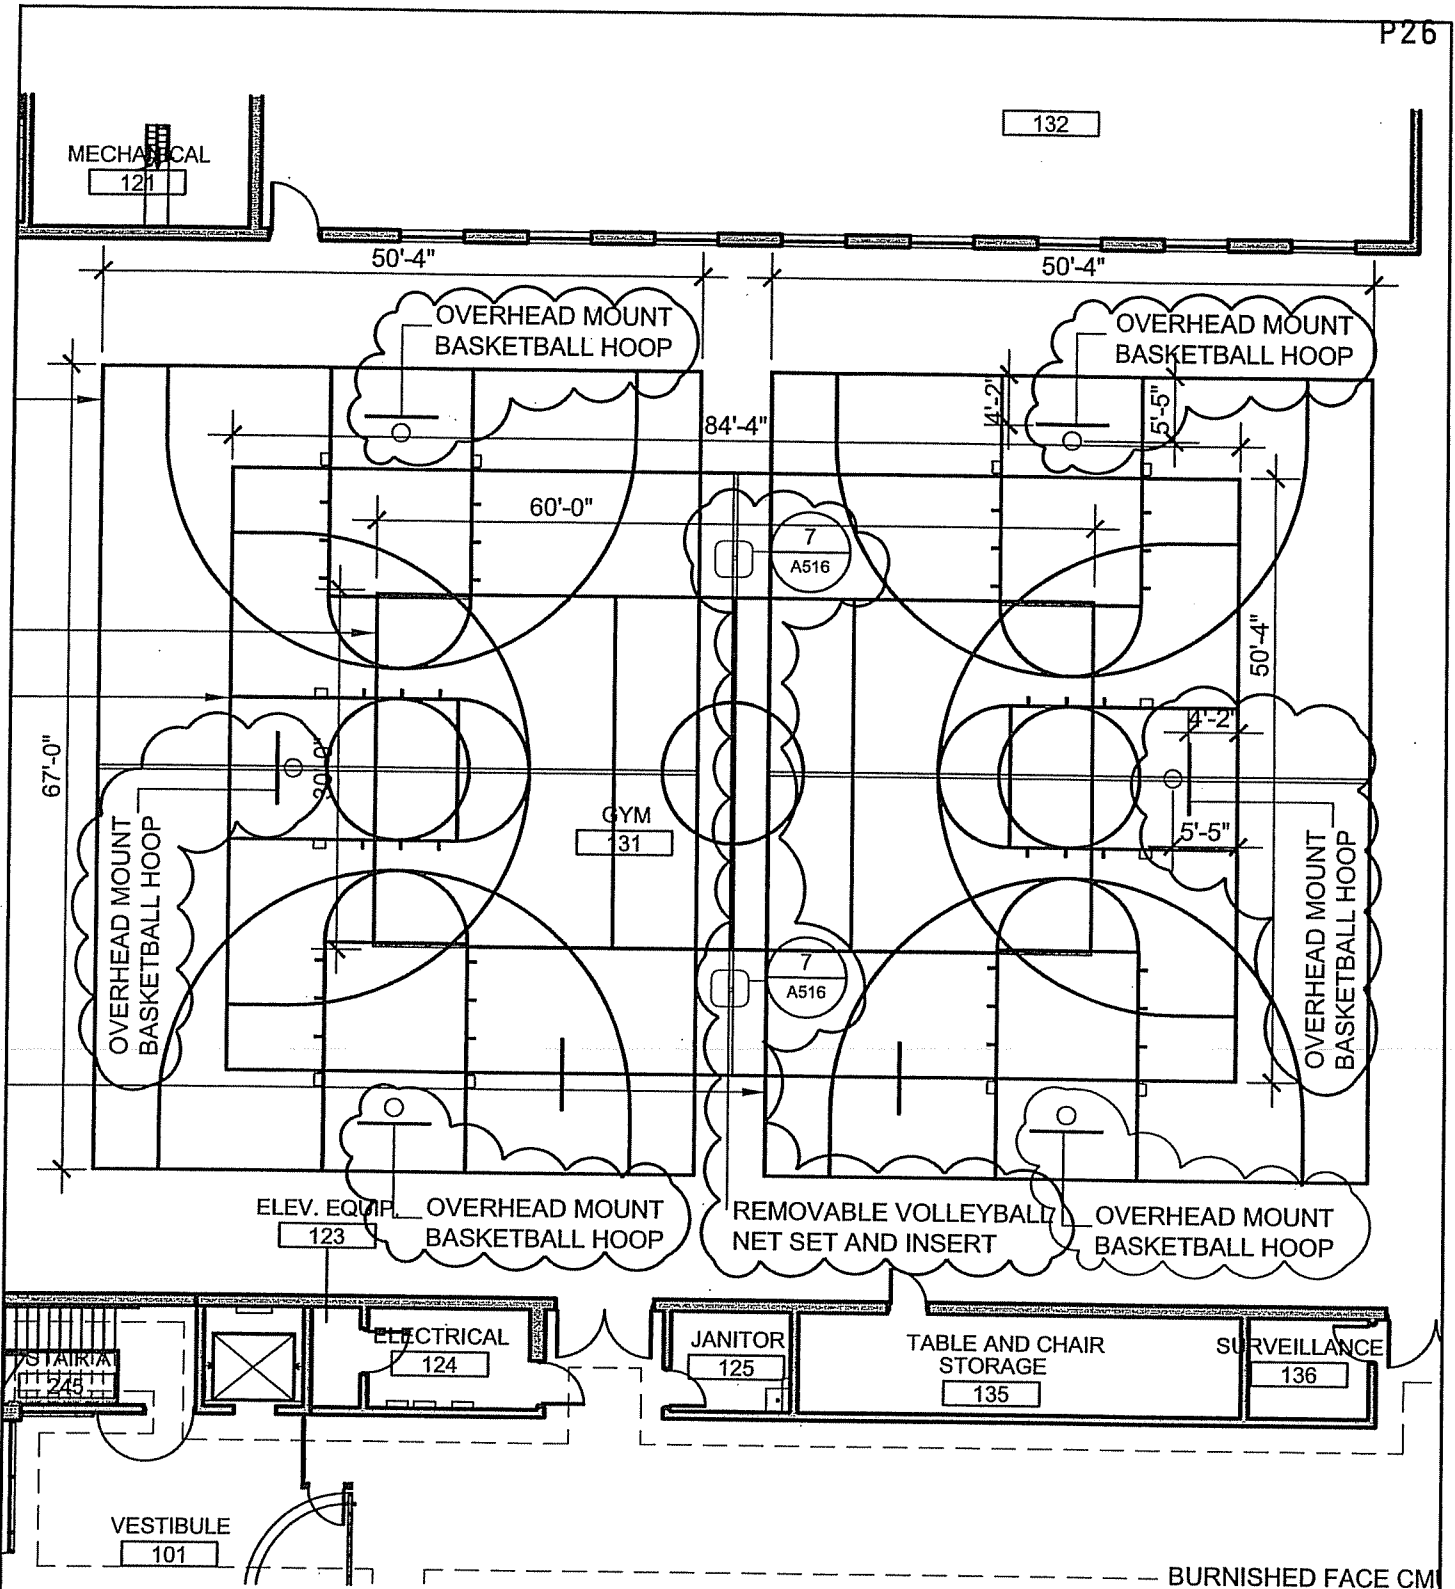 P26
132
MECHANICAL
121
50'-4"
50'-4"
OVERHEAD MOUNT
BASKETBALL HOOP
OVERHEAD MOUNT
BASKETBALL HOOP
4'-2"
5'-5"
84'-4"
60'-0"
7
A516
50'-4"
4'-2"
67'-0"
30'-0"
GYM
131
5'-5"
OVERHEAD MOUNT
BASKETBALL HOOP
OVERHEAD MOUNT
BASKETBALL HOOP
7
A516
ELEV. EQUIP.
123
OVERHEAD MOUNT
BASKETBALL HOOP
REMOVABLE VOLLEYBALL
NET SET AND INSERT
OVERHEAD MOUNT
BASKETBALL HOOP
ELECTRICAL
124
JANITOR
125
TABLE AND CHAIR
STORAGE
135
SURVEILLANCE
136
STAIR A
245
VESTIBULE
101
BURNISHED FACE CM